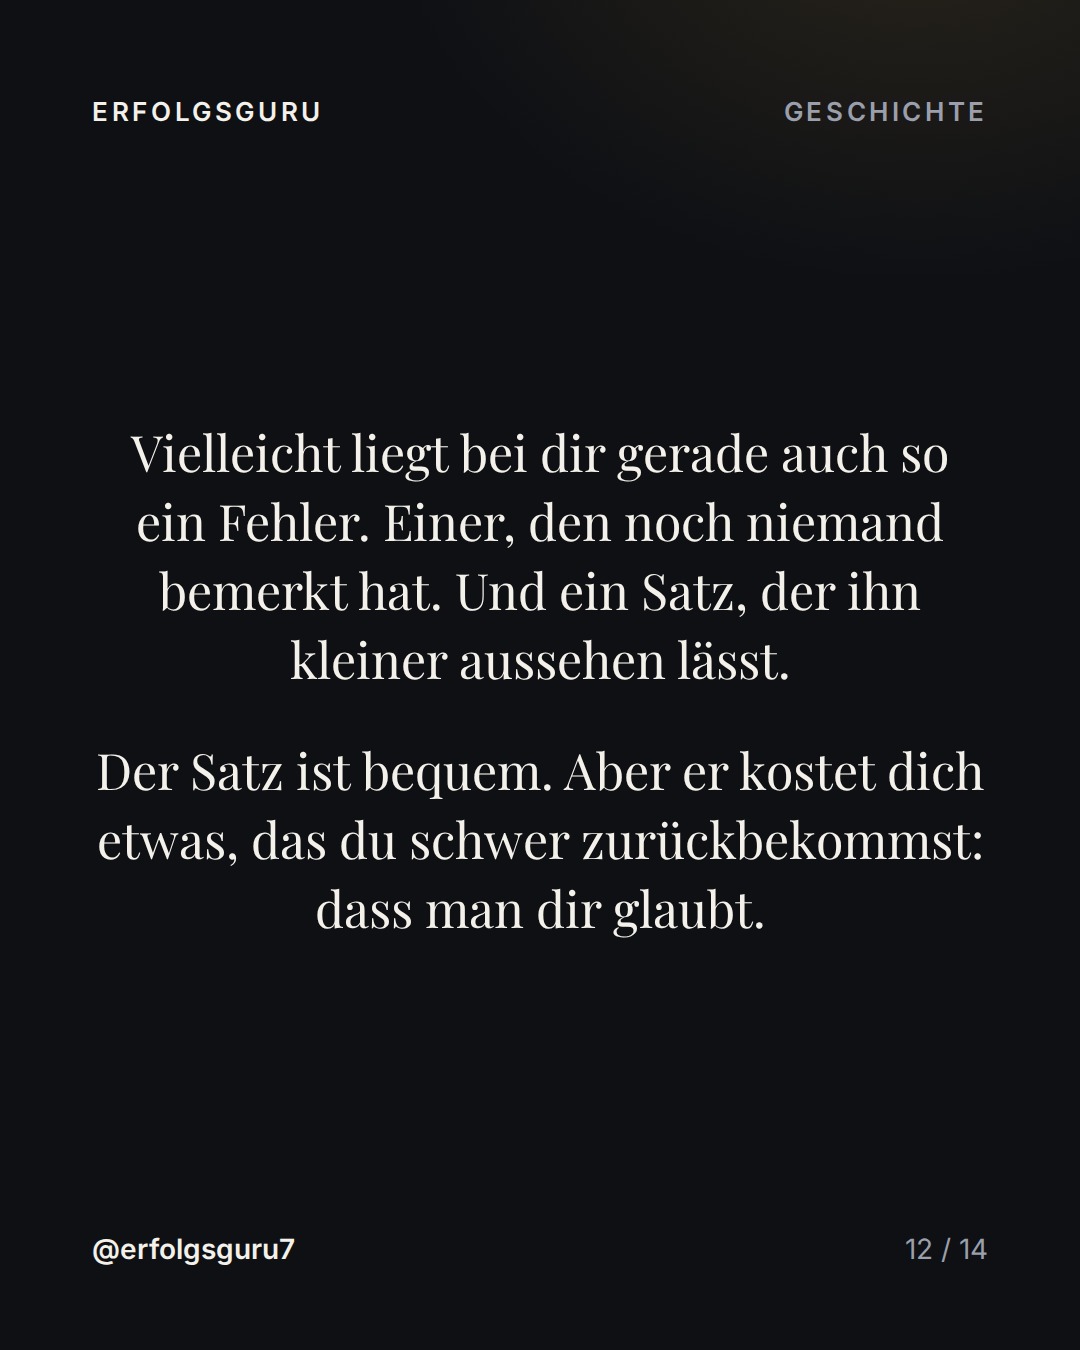 ERFOLGSGURU
GESCHICHTE
Vielleicht liegt bei dir gerade auch so
ein Fehler. Einer, den noch niemand
bemerkt hat. Und ein Satz, der ihn
kleiner aussehen lässt.
Der Satz ist bequem. Aber er kostet dich
etwas, das du schwer zurückbekommst:
dass man dir glaubt.
@erfolgsguru7
12 / 14